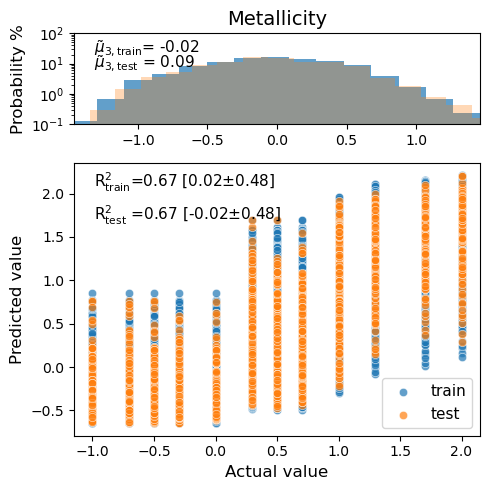 Metallicity
Probability %
10² 10¹ 10⁰ 10⁻¹
μ̃₃,train= -0.02
μ̃₃,test = 0.09
−1.0 −0.5 0.0 0.5 1.0
Predicted value
2.0 1.5 1.0 0.5 0.0 −0.5
R²train=0.67 [0.02±0.48]
R²test =0.67 [-0.02±0.48]
train
test
−1.0 −0.5 0.0 0.5 1.0 1.5 2.0
Actual value